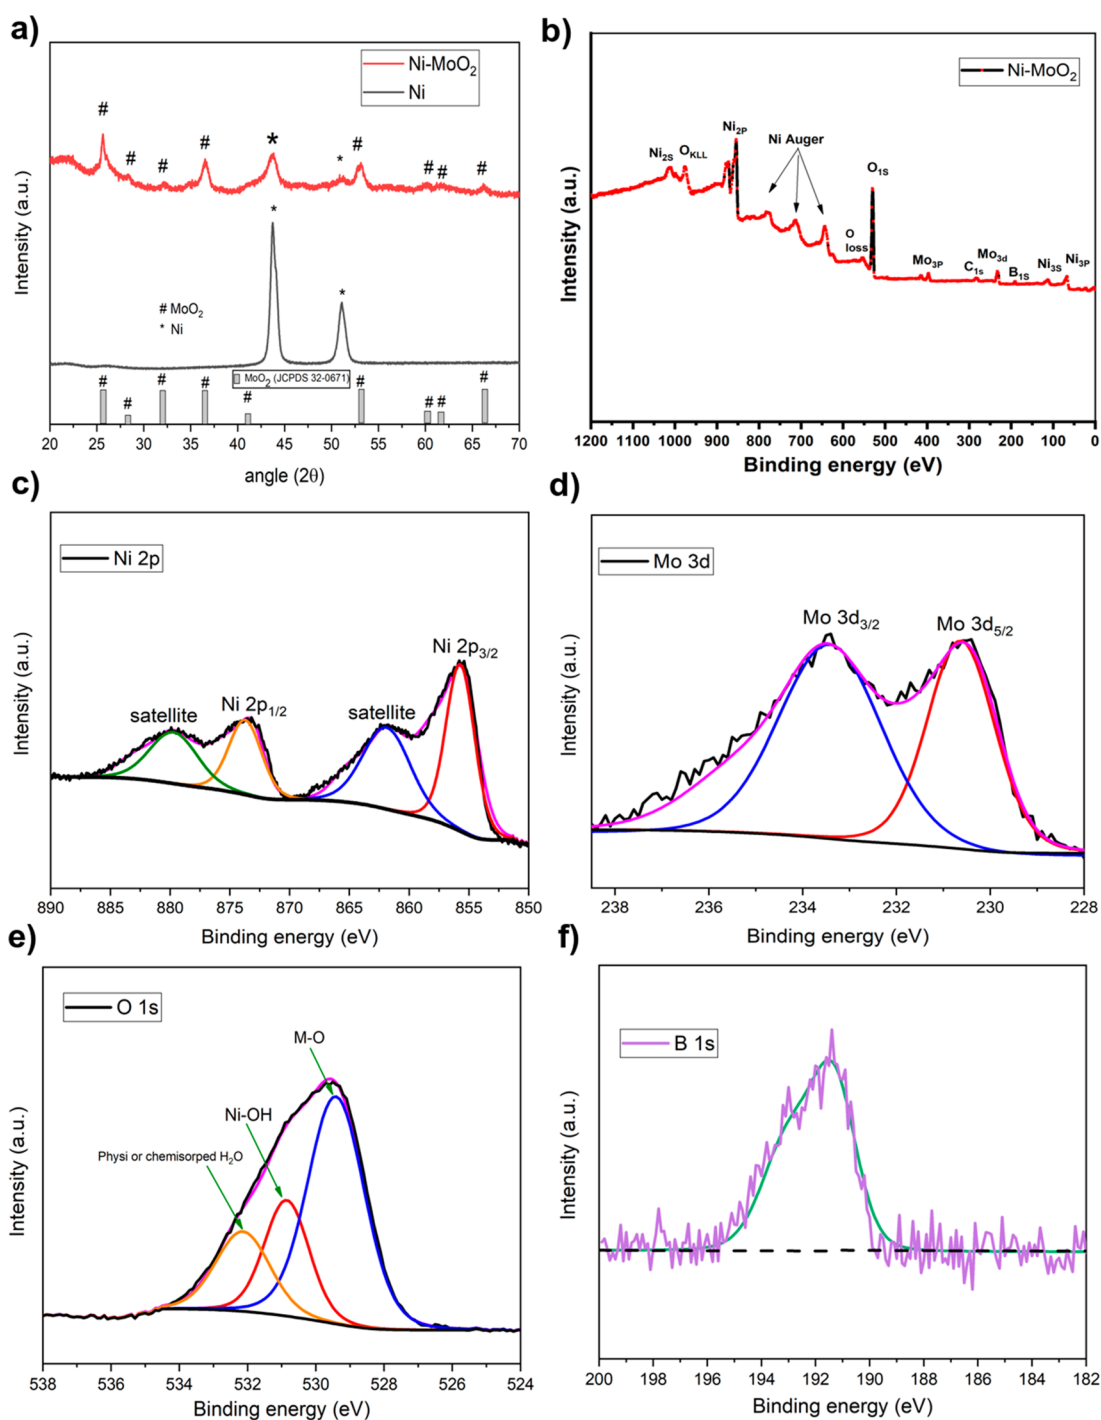 a)
Ni-MoO₂
Ni
#
#
#
#
*
*
#
#
#
#
*
*
# MoO₂
* Ni
MoO₂ (JCPDS 32-0671)
#
#
#
#
#
#
#
#
#
20 25 30 35 40 45 50 55 60 65 70
angle (2θ)
Intensity (a.u.)
b)
Ni-MoO₂
Ni₂S
O_KLL
Ni₂P
Ni Auger
O₁S
O
loss
Mo₃P
C₁s
Mo₃d
B₁S
Ni₃S
Ni₃P
1200 1100 1000 900 800 700 600 500 400 300 200 100 0
Binding energy (eV)
Intensity (a.u.)
c)
Ni 2p
satellite
Ni 2p₁/₂
satellite
Ni 2p₃/₂
890 885 880 875 870 865 860 855 850
Binding energy (eV)
Intensity (a.u.)
d)
Mo 3d
Mo 3d₃/₂
Mo 3d₅/₂
238 236 234 232 230 228
Binding energy (eV)
Intensity (a.u.)
e)
O 1s
M-O
Ni-OH
Physi or chemisorped H₂O
538 536 534 532 530 528 526 524
Binding energy (eV)
Intensity (a.u.)
f)
B 1s
200 198 196 194 192 190 188 186 184 182
Binding energy (eV)
Intensity (a.u.)